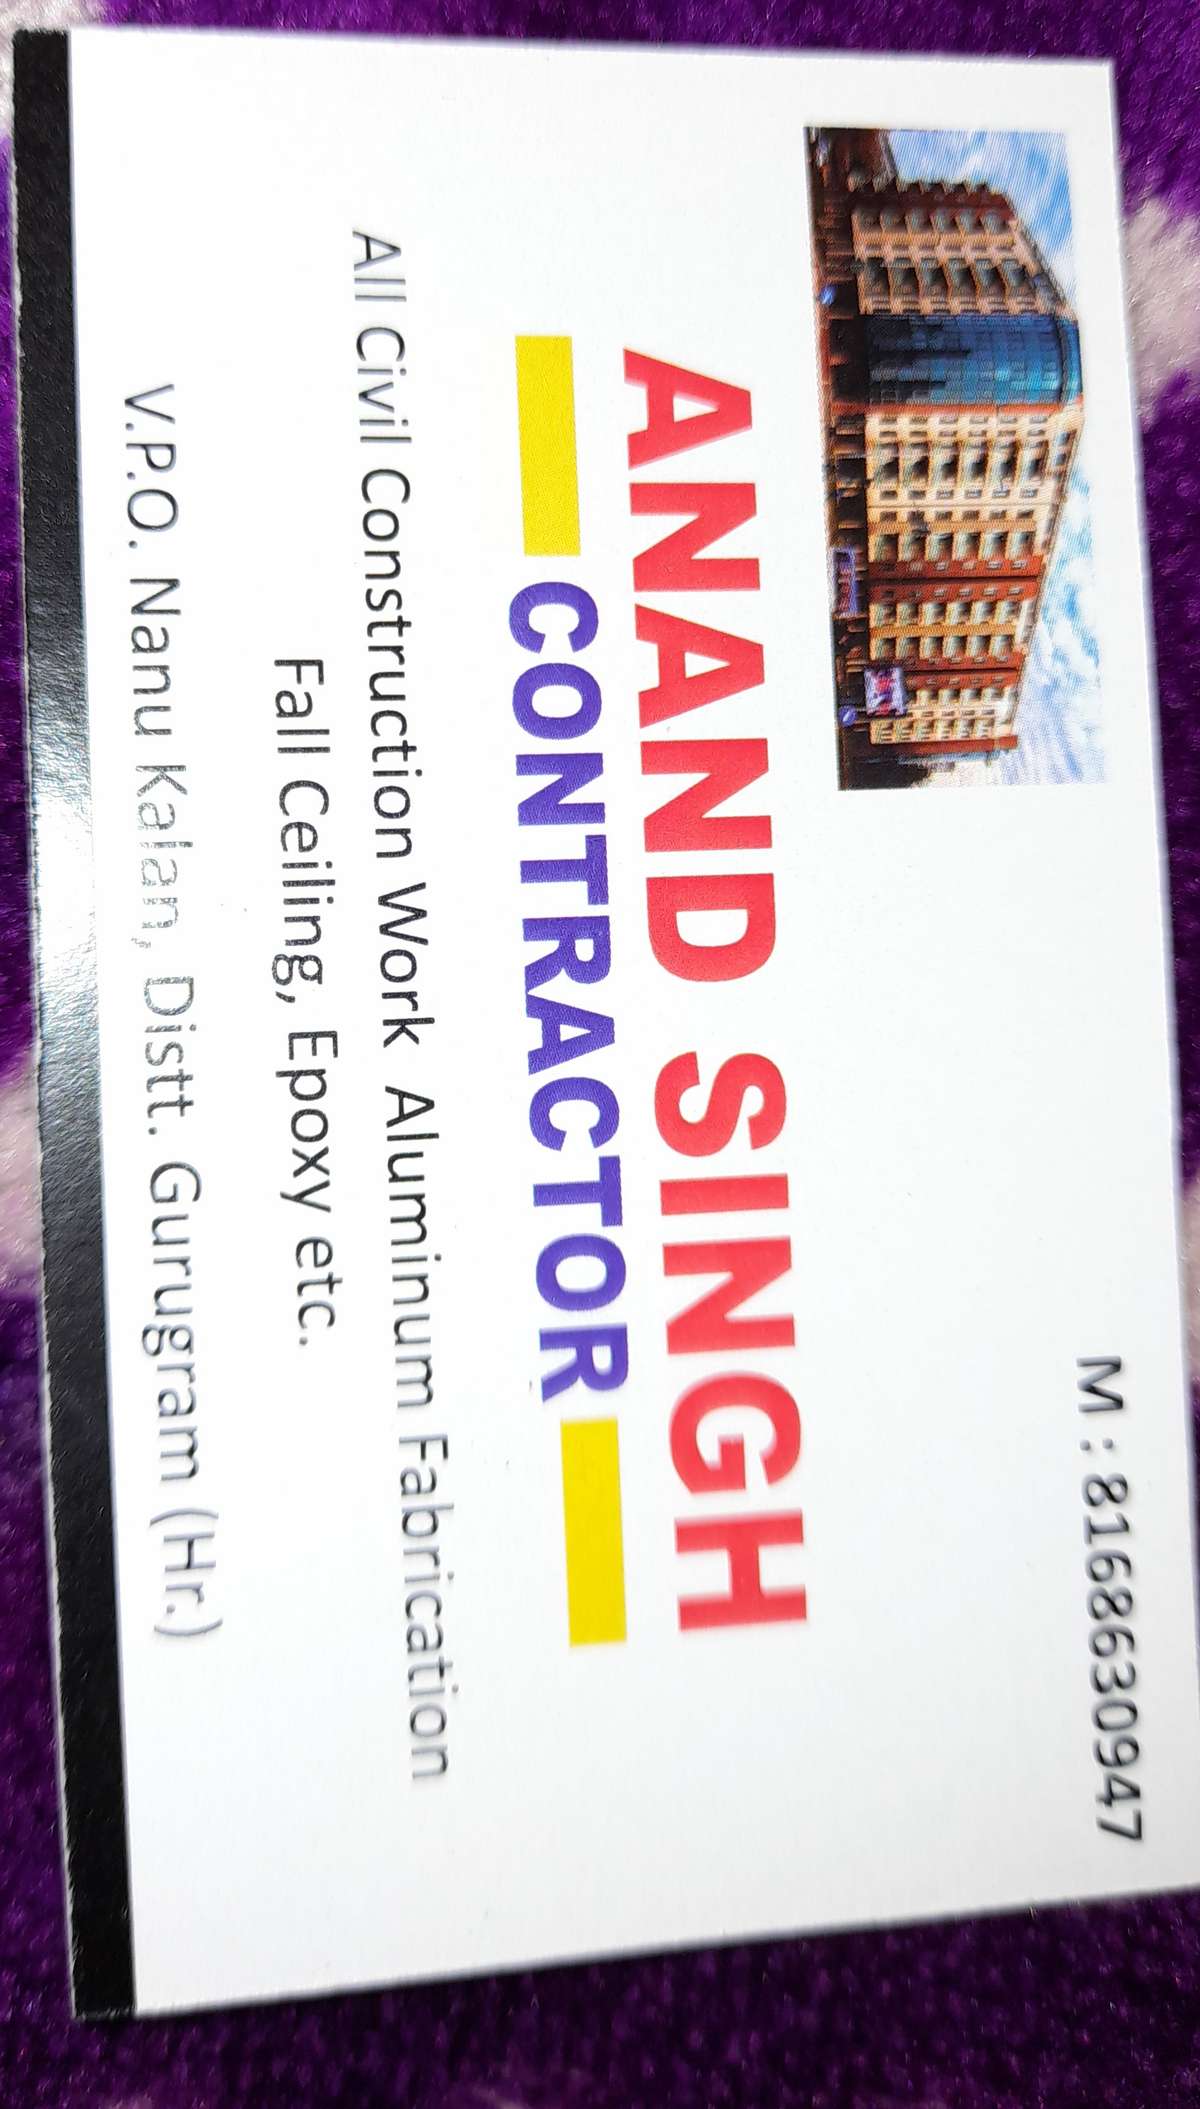 M : 8168630947
ANAND SINGH
CONTRACTOR
All Civil Construction Work Aluminum Fabrication
Fall Ceiling, Epoxy etc.
V.P.O. Nanu Kalan, Distt. Gurugram (Hr.)